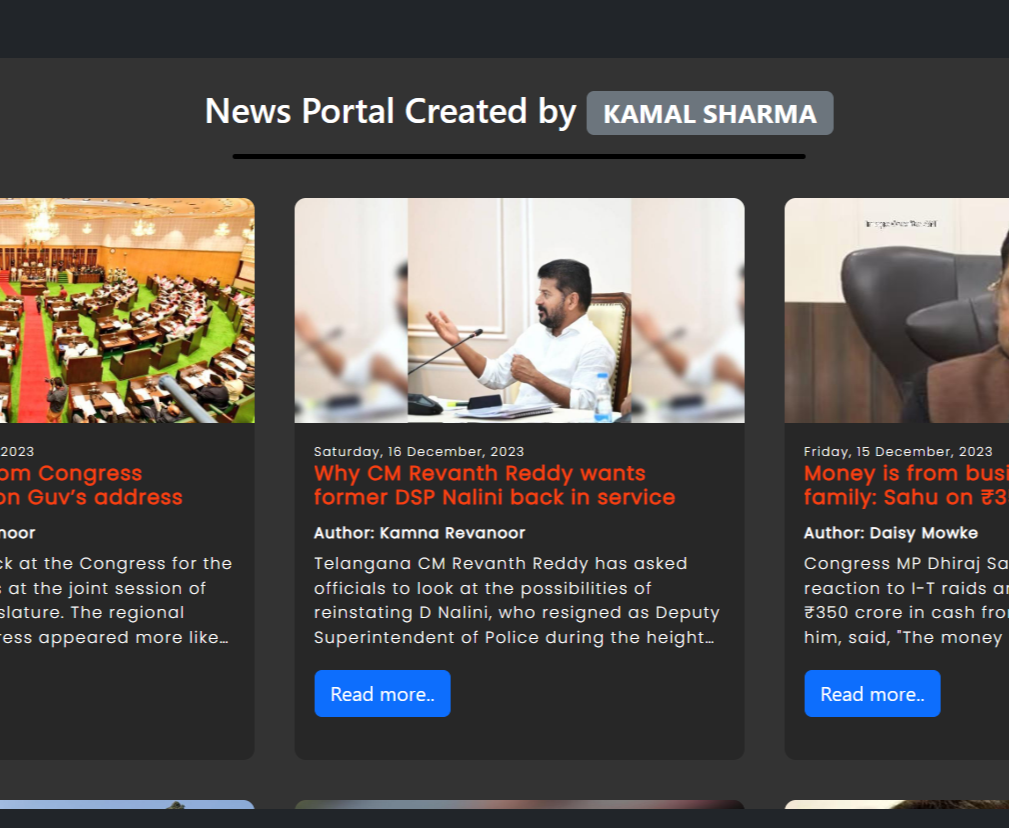 News Portal Created by KAMAL SHARMA
2023
om Congress
on Guv's address
noor
ck at the Congress for the
s at the joint session of
slature. The regional
ress appeared more like…
Saturday, 16 December, 2023
Why CM Revanth Reddy wants
former DSP Nalini back in service
Author: Kamna Revanoor
Telangana CM Revanth Reddy has asked
officials to look at the possibilities of
reinstating D Nalini, who resigned as Deputy
Superintendent of Police during the height…
Read more..
Friday, 15 December, 2023
Money is from busi
family: Sahu on ₹3
Author: Daisy Mowke
Congress MP Dhiraj Sa
reaction to I-T raids a
₹350 crore in cash fro
him, said, "The money
Read more..